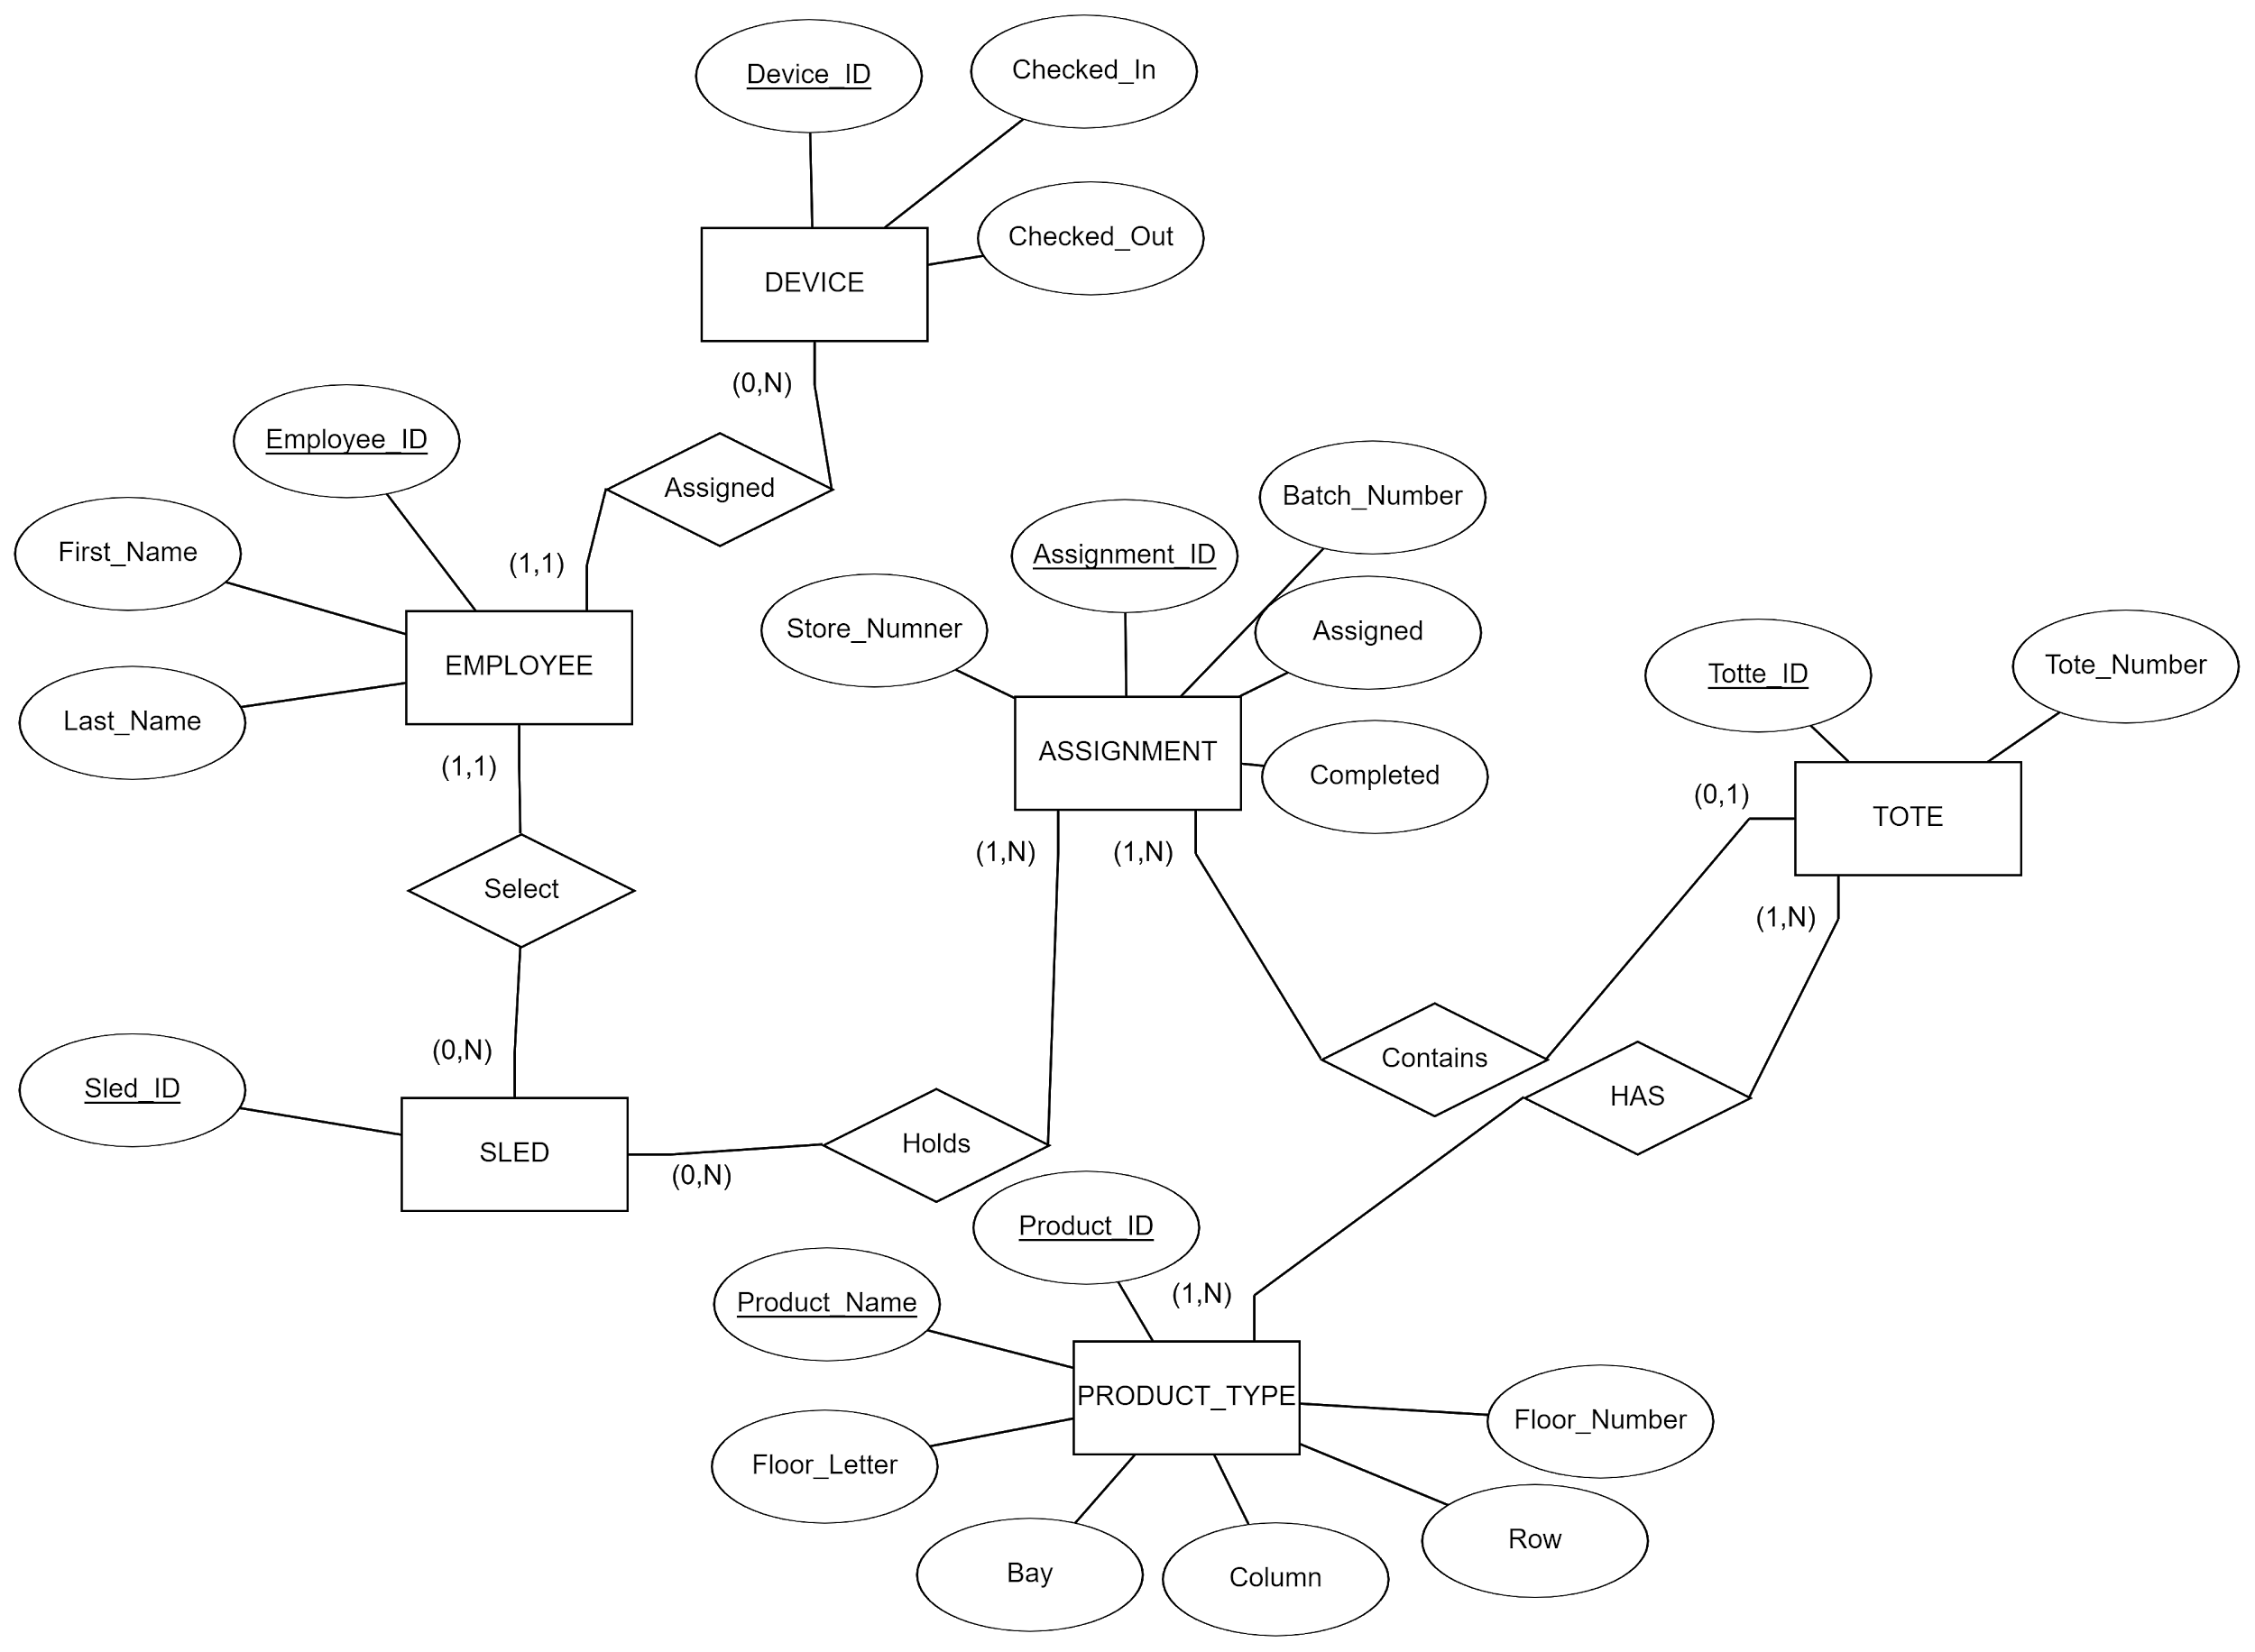 Device_ID
Checked_In
Checked_Out
DEVICE
(0,N)
Employee_ID
Assigned
Batch_Number
First_Name
(1,1)
Assignment_ID
Store_Numner
Assigned
EMPLOYEE
Totte_ID
Tote_Number
Last_Name
ASSIGNMENT
(1,1)
Completed
(0,1)
TOTE
(1,N)
(1,N)
Select
(1,N)
(0,N)
Contains
Sled_ID
HAS
SLED
Holds
(0,N)
Product_ID
Product_Name
(1,N)
PRODUCT_TYPE
Floor_Number
Floor_Letter
Row
Bay
Column